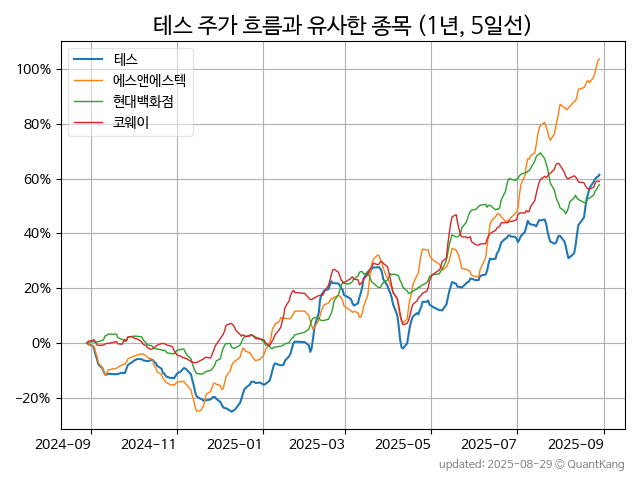 테스 주가 흐름과 유사한 종목 (1년, 5일선)
테스
에스앤에스텍
현대백화점
코웨이
100%
80%
60%
40%
20%
0%
−20%
2024-09
2024-11
2025-01
2025-03
2025-05
2025-07
2025-09
updated: 2025-08-29 © QuantKang